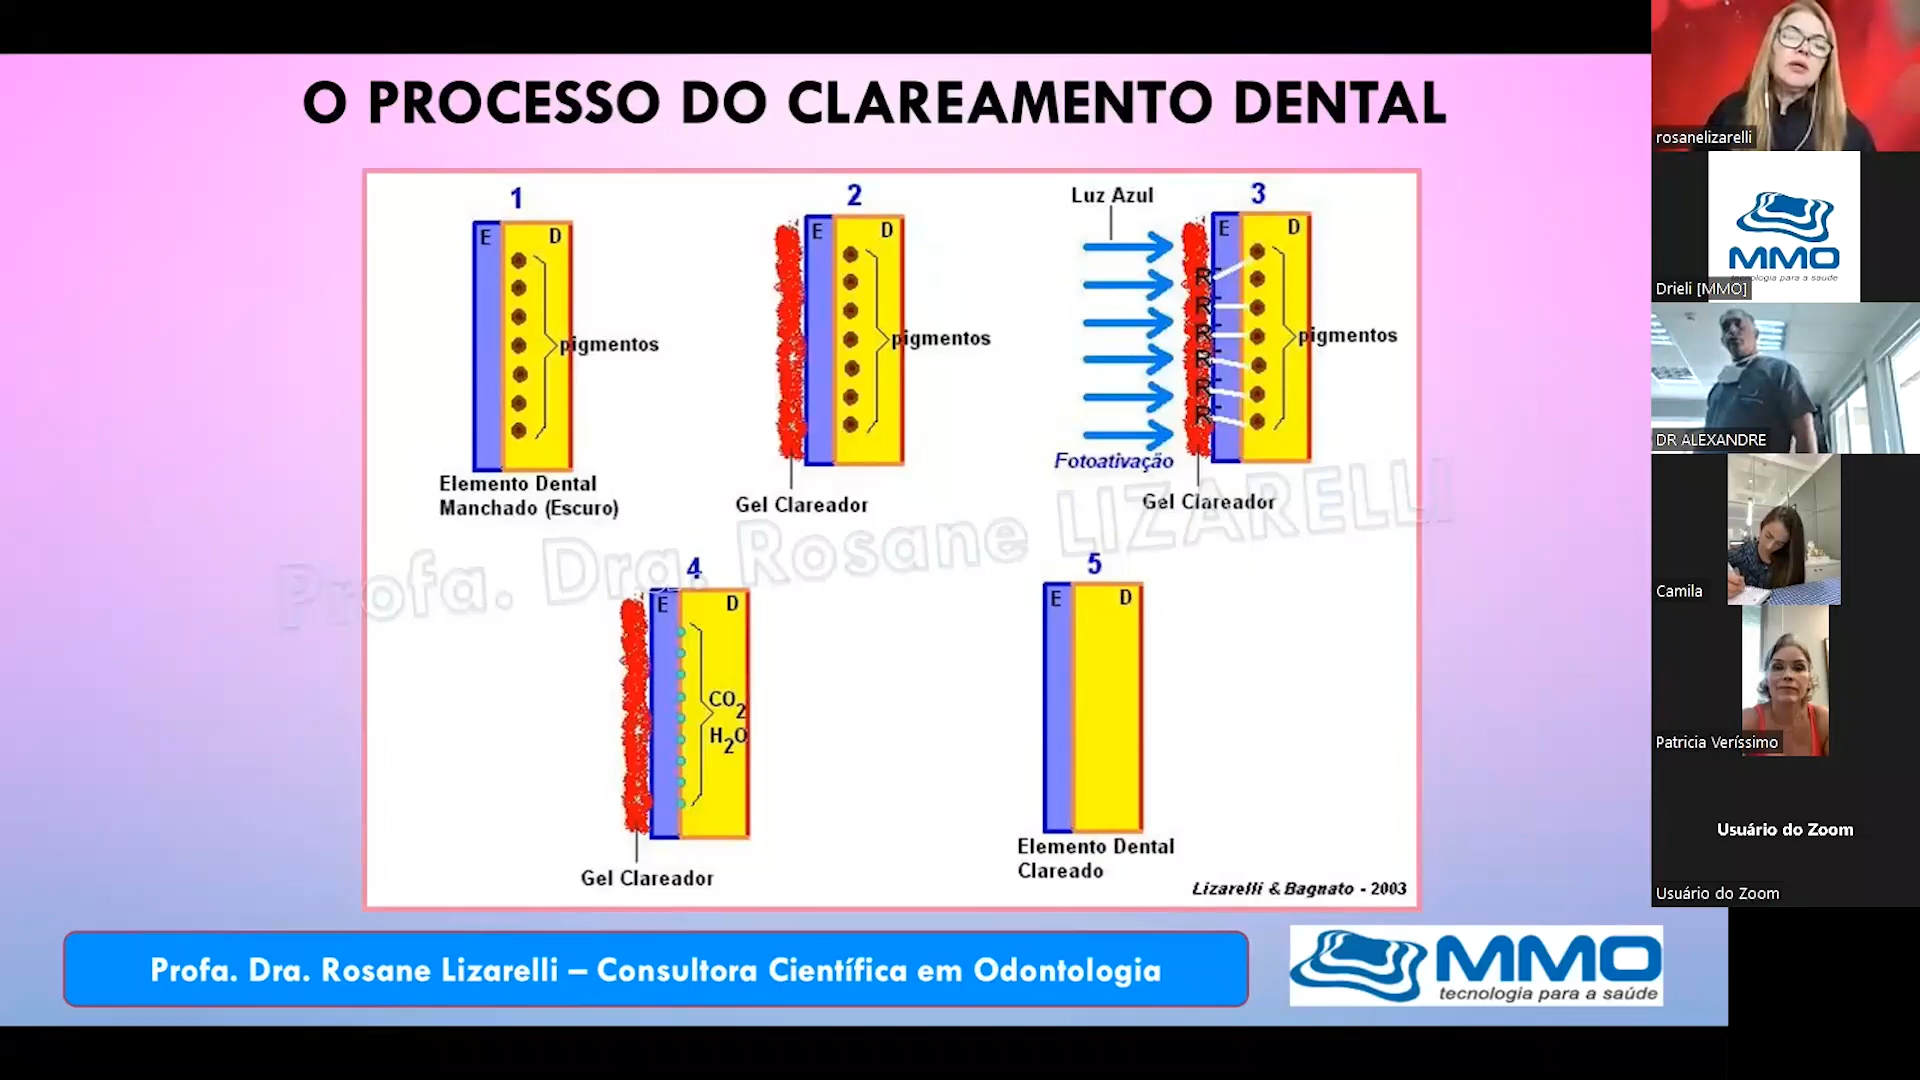 O PROCESSO DO CLAREAMENTO DENTAL
1
E D
pigmentos
Elemento Dental
Manchado (Escuro)
2
E D
pigmentos
Gel Clareador
Luz Azul
3
E D
R-
R-
R-
R-
R-
R-
pigmentos
Fotoativação
Gel Clareador
Profa. Dra. Rosane LIZARELLI
4
E D
CO2
H2O
Gel Clareador
5
E D
Elemento Dental
Clareado
Lizarelli & Bagnato - 2003
Profa. Dra. Rosane Lizarelli – Consultora Científica em Odontologia
MMO
tecnologia para a saúde
rosanelizarelli
MMO
tecnologia para a saúde
Drieli [MMO]
DR ALEXANDRE
Camila
Patricia Veríssimo
Usuário do Zoom
Usuário do Zoom